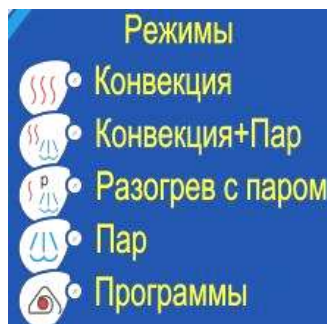 Режимы
Конвекция
Конвекция+Пар
P Разогрев с паром
Пар
Программы